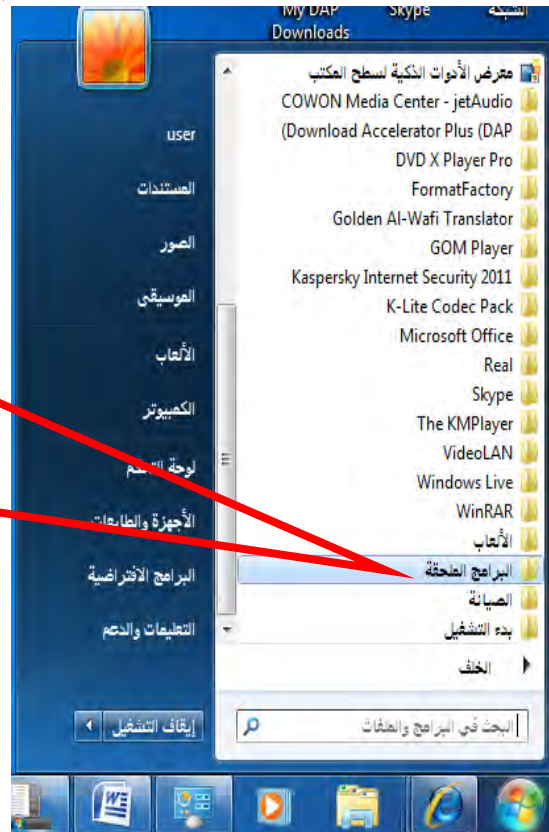 My DAP Downloads
Skype
الشبكة
معرض الأدوات الذكية لسطح المكتب
COWON Media Center - jetAudio
(Download Accelerator Plus (DAP
DVD X Player Pro
FormatFactory
Golden Al-Wafi Translator
GOM Player
Kaspersky Internet Security 2011
K-Lite Codec Pack
Microsoft Office
Real
Skype
The KMPlayer
VideoLAN
Windows Live
WinRAR
الألعاب
البرامج الملحقة
الصيانة
بدء التشغيل
الخلف
البحث في البرامج والملفات
user
المستندات
الصور
الموسيقى
الألعاب
الكمبيوتر
لوحة التحكم
الأجهزة والطابعات
البرامج الافتراضية
التعليمات والدعم
إيقاف التشغيل